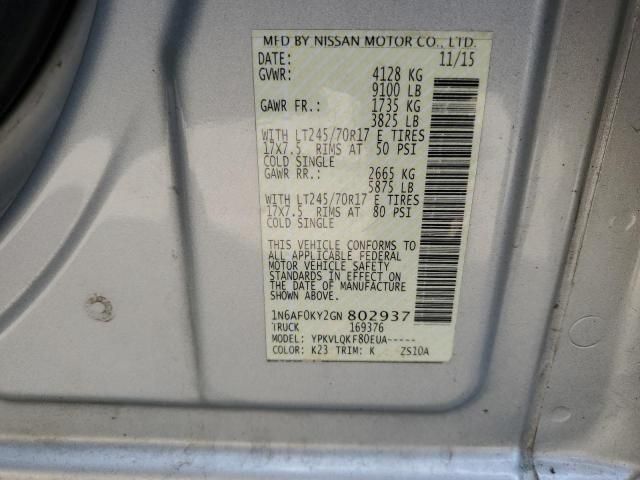 MFD BY NISSAN MOTOR CO., LTD.
DATE: 11/15
GVWR: 4128 KG
9100 LB
GAWR FR.: 1735 KG
3825 LB
WITH LT245/70R17 E TIRES
17X7.5 RIMS AT 50 PSI
COLD SINGLE
GAWR RR.: 2665 KG
5875 LB
WITH LT245/70R17 E TIRES
17X7.5 RIMS AT 80 PSI
COLD SINGLE
THIS VEHICLE CONFORMS TO
ALL APPLICABLE FEDERAL
MOTOR VEHICLE SAFETY
STANDARDS IN EFFECT ON
THE DATE OF MANUFACTURE
SHOWN ABOVE.
1N6AF0KY2GN 802937
TRUCK 169376
MODEL: YPKVLQKF80EUA-----
COLOR: K23 TRIM: K ZS10A